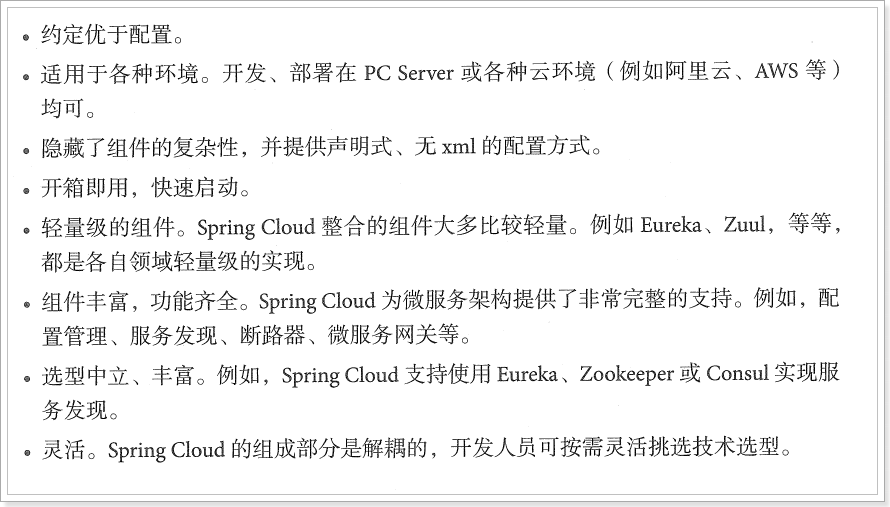 • 约定优于配置。
• 适用于各种环境。开发、部署在 PC Server 或各种云环境（例如阿里云、AWS 等）
均可。
• 隐藏了组件的复杂性，并提供声明式、无 xml 的配置方式。
• 开箱即用，快速启动。
• 轻量级的组件。Spring Cloud 整合的组件大多比较轻量。例如 Eureka、Zuul，等等，
都是各自领域轻量级的实现。
• 组件丰富，功能齐全。Spring Cloud 为微服务架构提供了非常完整的支持。例如，配
置管理、服务发现、断路器、微服务网关等。
• 选型中立、丰富。例如，Spring Cloud 支持使用 Eureka、Zookeeper 或 Consul 实现服
务发现。
• 灵活。Spring Cloud 的组成部分是解耦的，开发人员可按需灵活挑选技术选型。